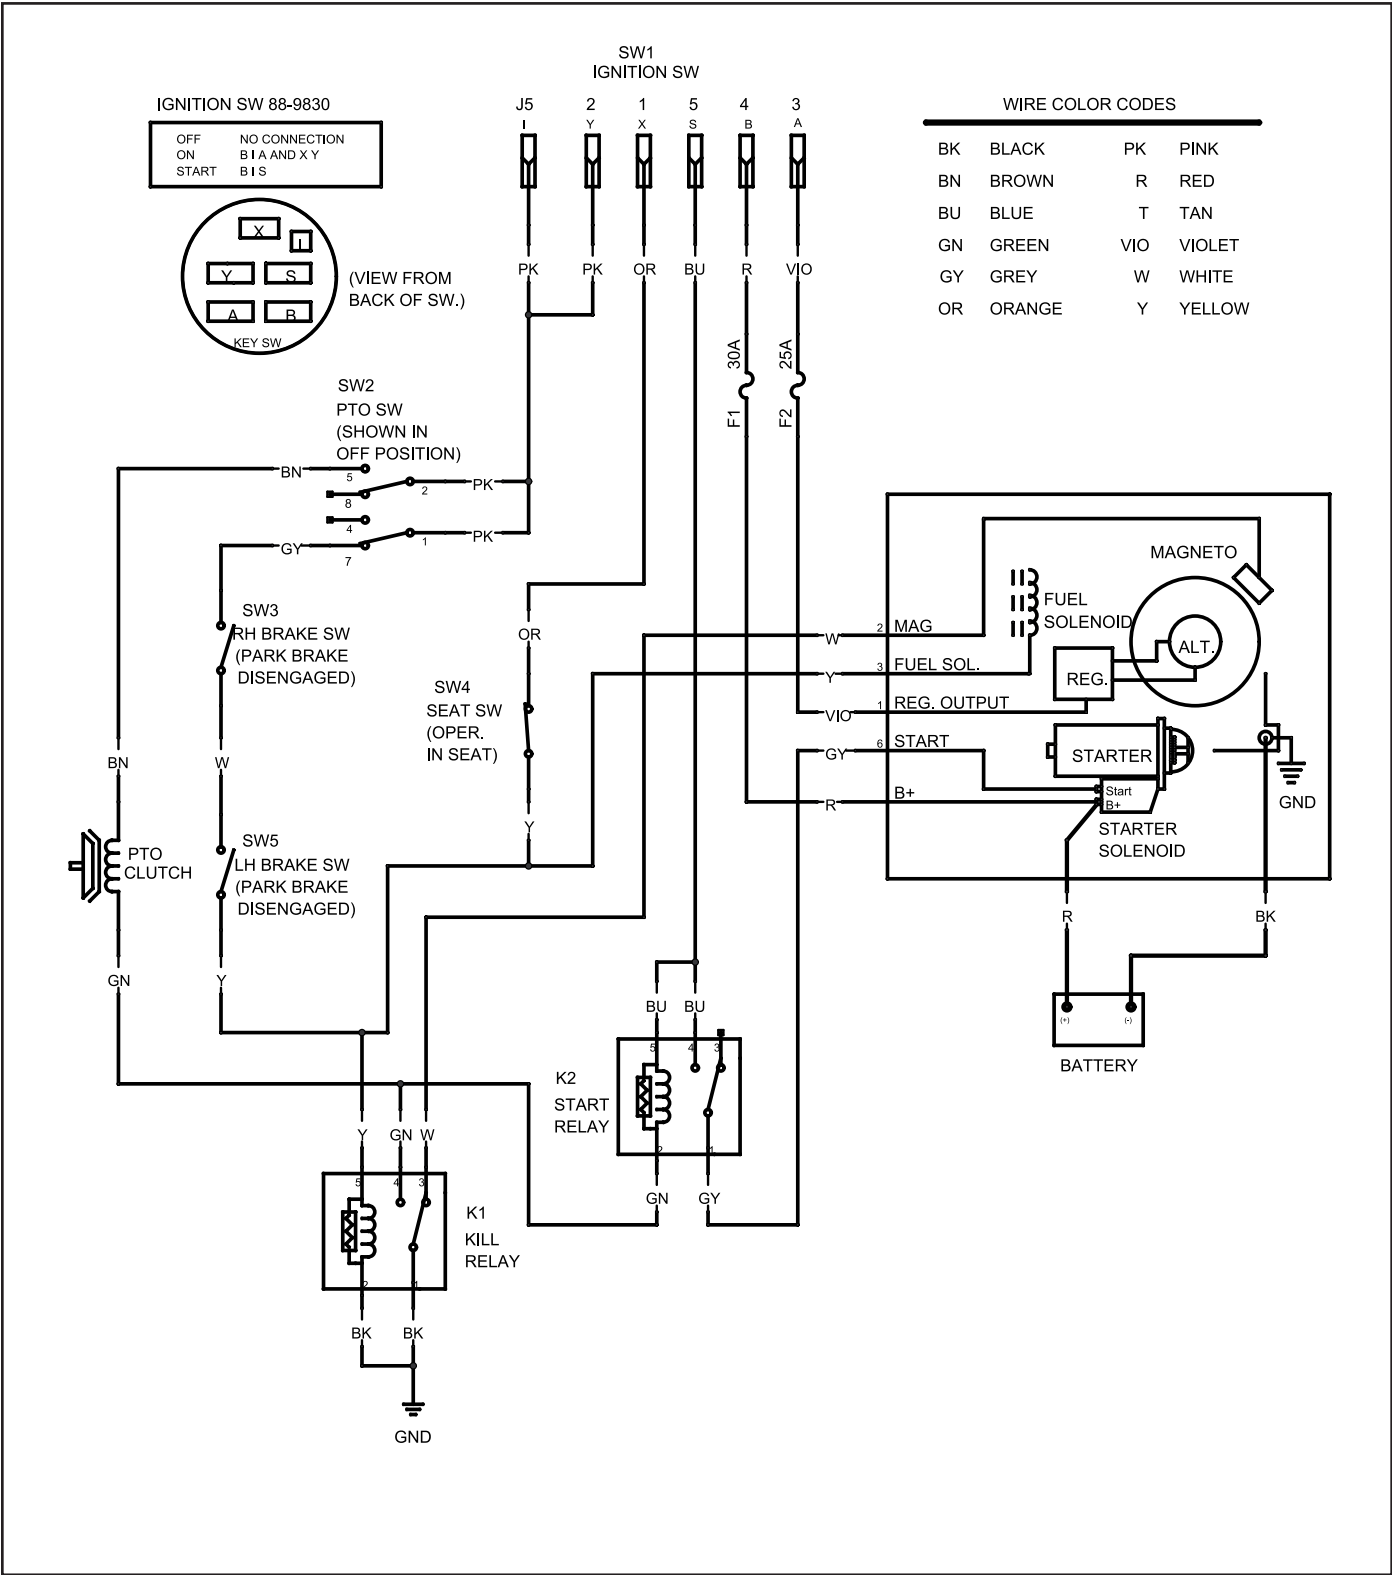 SW1
IGNITION SW
IGNITION SW 88-9830
OFF NO CONNECTION
ON B I A AND X Y
START B I S
X
I
Y S
A B
KEY SW
(VIEW FROM
BACK OF SW.)
J5 2 1 5 4 3
I Y X S B A
PK PK OR BU R VIO
WIRE COLOR CODES
BK BLACK PK PINK
BN BROWN R RED
BU BLUE T TAN
GN GREEN VIO VIOLET
GY GREY W WHITE
OR ORANGE Y YELLOW
30A
F1
25A
F2
SW2
PTO SW
(SHOWN IN
OFF POSITION)
BN 5
8 2 PK
4
GY 7 1 PK
SW3
RH BRAKE SW
(PARK BRAKE
DISENGAGED)
OR
SW4
SEAT SW
(OPER.
IN SEAT)
Y
BN
W
PTO
CLUTCH
SW5
LH BRAKE SW
(PARK BRAKE
DISENGAGED)
GN
Y
W 2 MAG
Y 3 FUEL SOL.
VIO 1 REG. OUTPUT
GY 6 START
R B+
MAGNETO
FUEL
SOLENOID
ALT.
REG.
STARTER
Start
B+
STARTER
SOLENOID
GND
R
BK
(+) (-)
BATTERY
BU BU
5 4 3
K2
START
RELAY
2 1
GN GY
Y GN W
5 4 3
K1
KILL
RELAY
2 1
BK BK
GND